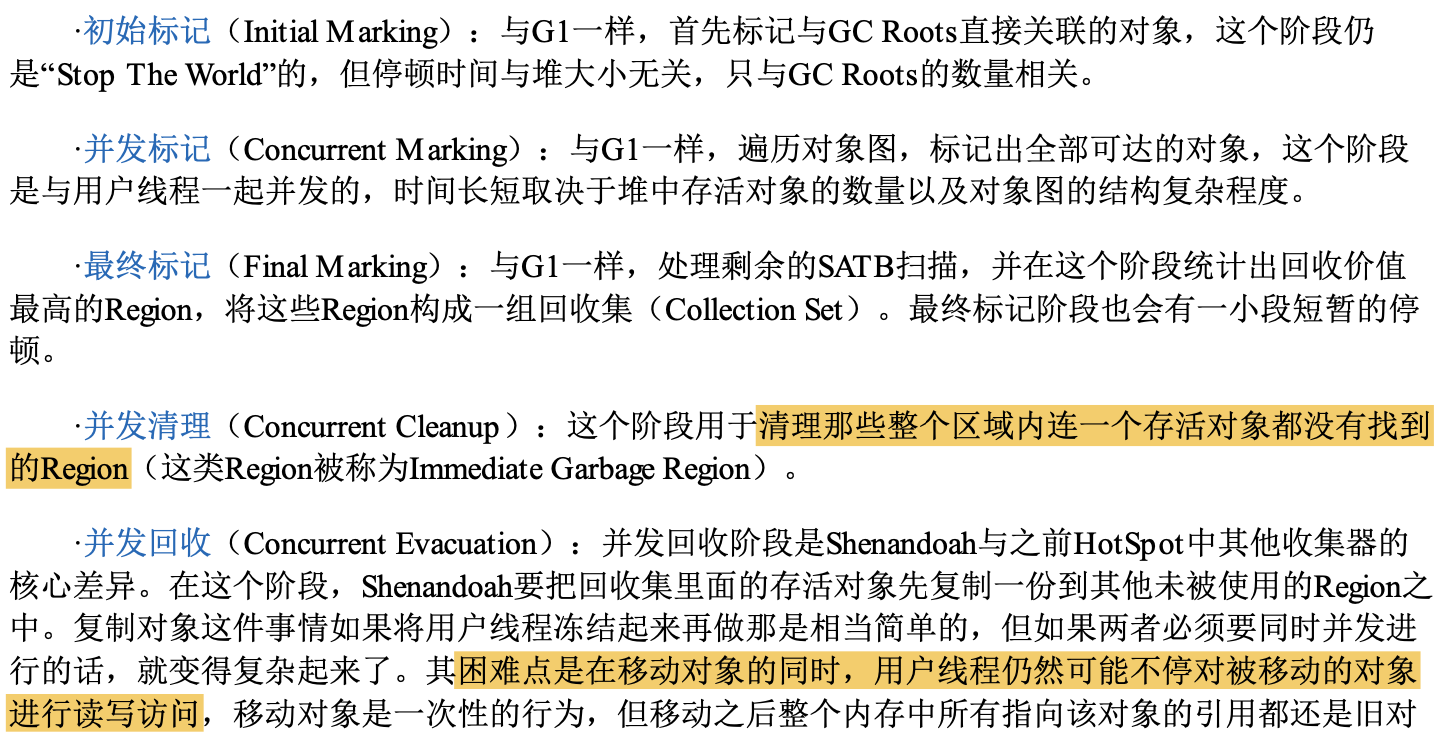 ·初始标记（Initial Marking）：与G1一样，首先标记与GC Roots直接关联的对象，这个阶段仍
是“Stop The World”的，但停顿时间与堆大小无关，只与GC Roots的数量相关。
·并发标记（Concurrent Marking）：与G1一样，遍历对象图，标记出全部可达的对象，这个阶段
是与用户线程一起并发的，时间长短取决于堆中存活对象的数量以及对象图的结构复杂程度。
·最终标记（Final Marking）：与G1一样，处理剩余的SATB扫描，并在这个阶段统计出回收价值
最高的Region，将这些Region构成一组回收集（Collection Set）。最终标记阶段也会有一小段短暂的停
顿。
·并发清理（Concurrent Cleanup）：这个阶段用于清理那些整个区域内连一个存活对象都没有找到
的Region（这类Region被称为Immediate Garbage Region）。
·并发回收（Concurrent Evacuation）：并发回收阶段是Shenandoah与之前HotSpot中其他收集器的
核心差异。在这个阶段，Shenandoah要把回收集里面的存活对象先复制一份到其他未被使用的Region之
中。复制对象这件事情如果将用户线程冻结起来再做那是相当简单的，但如果两者必须要同时并发进
行的话，就变得复杂起来了。其困难点是在移动对象的同时，用户线程仍然可能不停对被移动的对象
进行读写访问，移动对象是一次性的行为，但移动之后整个内存中所有指向该对象的引用都还是旧对